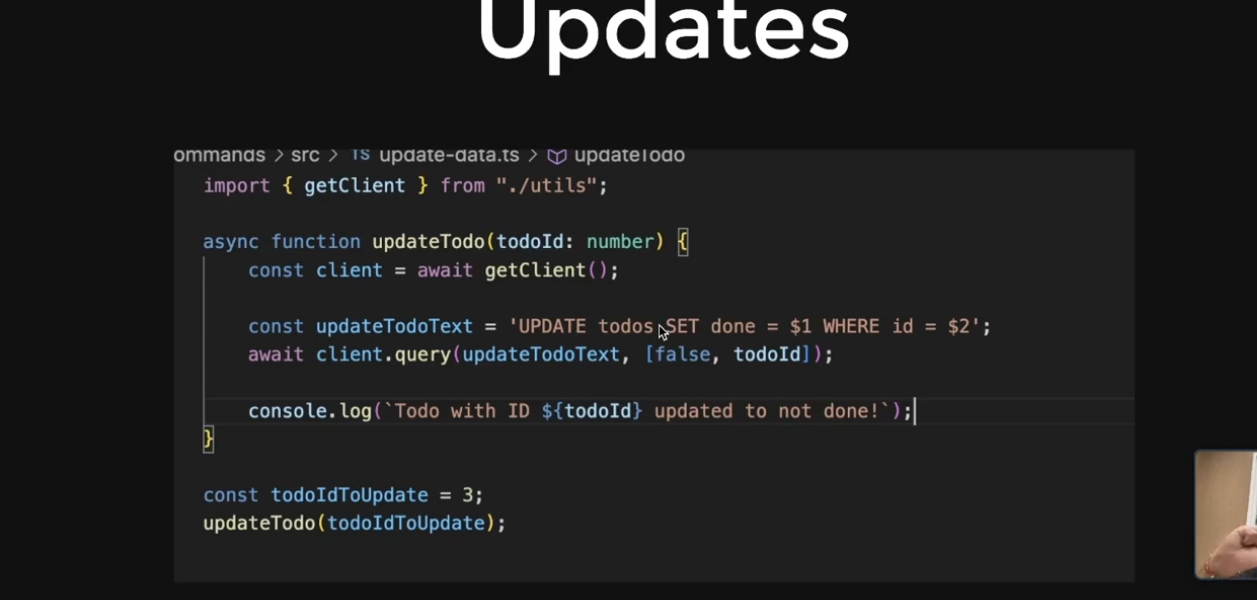 Updates
ommands > src > TS update-data.ts > updateTodo
import { getClient } from "./utils";
async function updateTodo(todoId: number) {
const client = await getClient();
const updateTodoText = 'UPDATE todos SET done = $1 WHERE id = $2';
await client.query(updateTodoText, [false, todoId]);
console.log(`Todo with ID ${todoId} updated to not done!`);
}
const todoIdToUpdate = 3;
updateTodo(todoIdToUpdate);